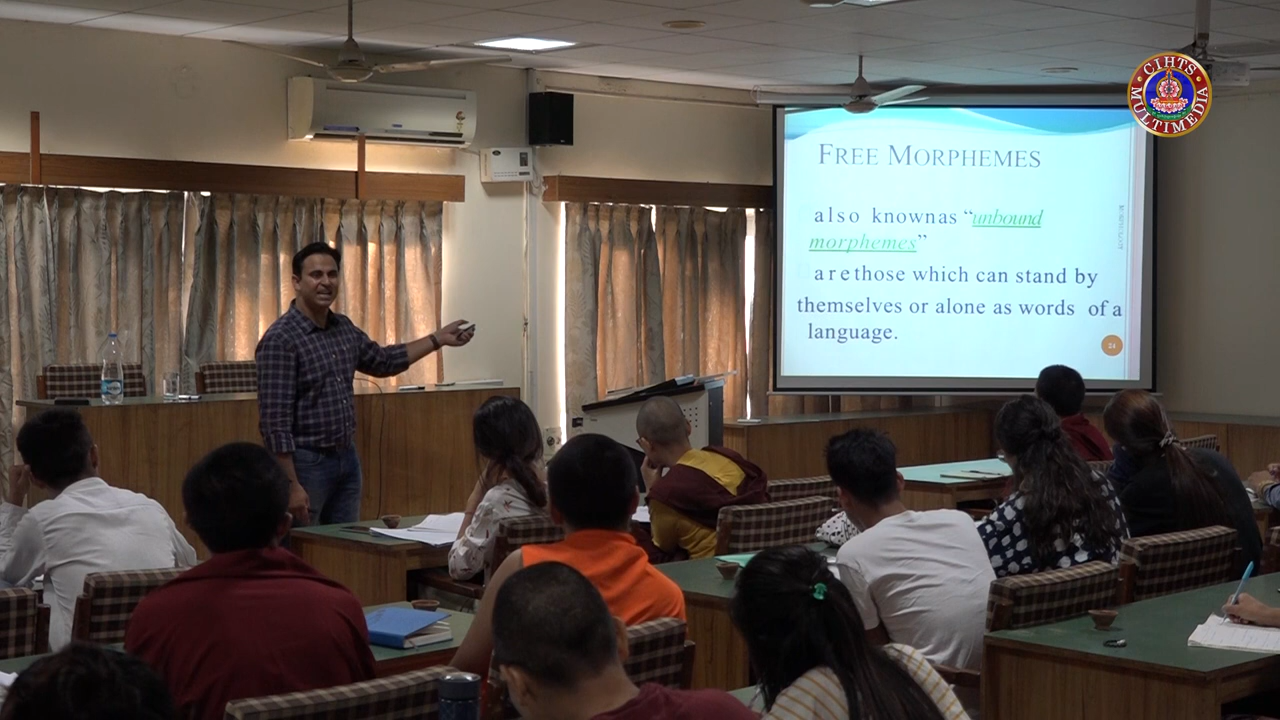 CIHTS
MULTIMEDIA
FREE MORPHEMES
also knownas “unbound
morphemes”
are those which can stand by
themselves or alone as words of a
language.
24